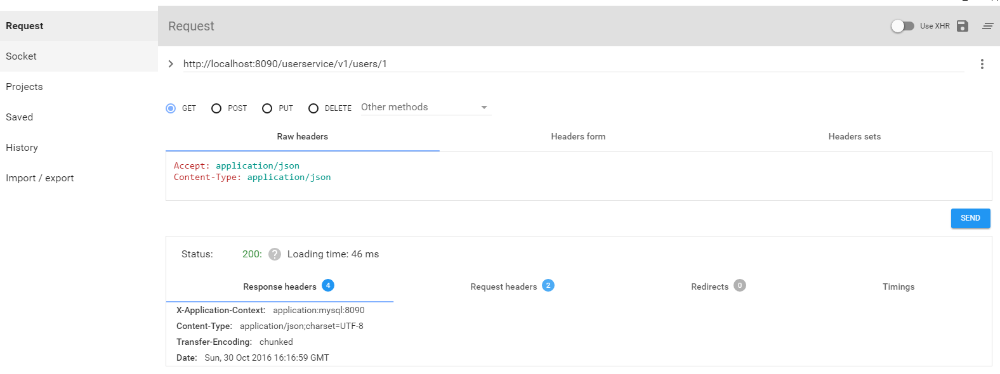 Request
Socket
Projects
Saved
History
Import / export
Request
Use XHR
http://localhost:8090/userservice/v1/users/1
GET POST PUT DELETE Other methods
Raw headers Headers form Headers sets
Accept: application/json
Content-Type: application/json
SEND
Status: 200: ? Loading time: 46 ms
Response headers 4 Request headers 2 Redirects 0 Timings
X-Application-Context: application:mysql:8090
Content-Type: application/json;charset=UTF-8
Transfer-Encoding: chunked
Date: Sun, 30 Oct 2016 16:16:59 GMT